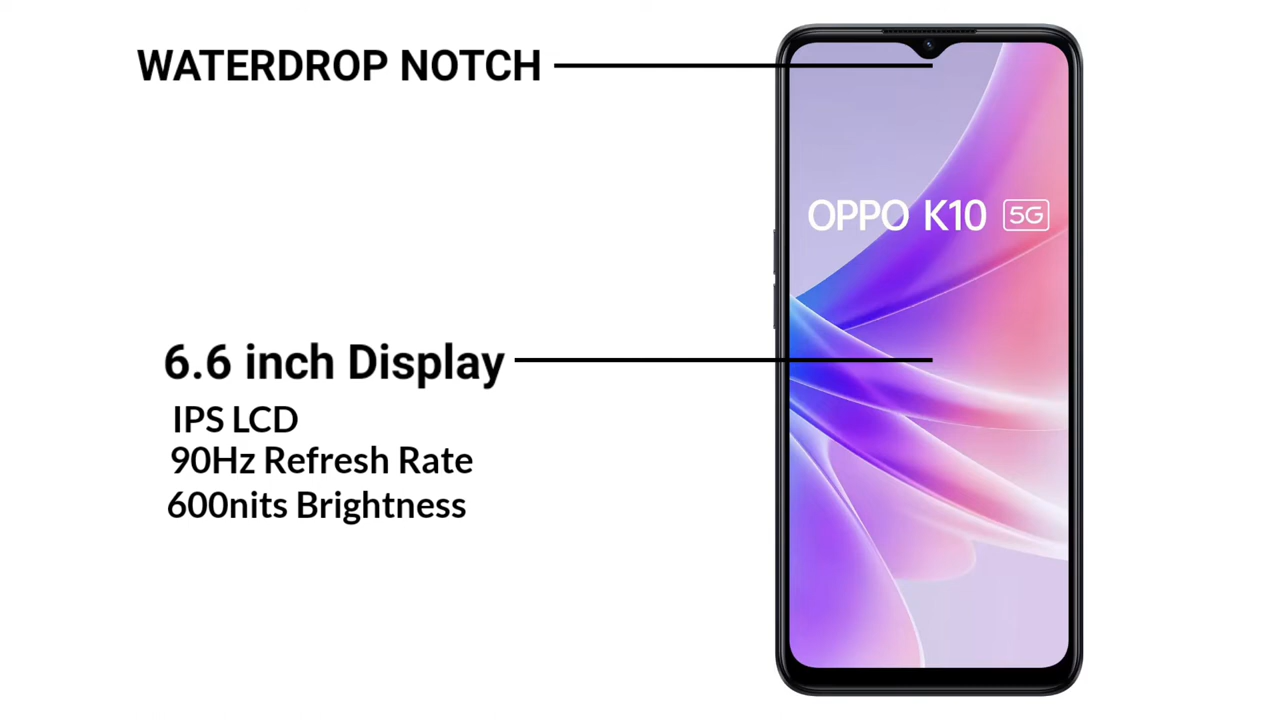 WATERDROP NOTCH
OPPO K10 5G
6.6 inch Display
IPS LCD
90Hz Refresh Rate
600nits Brightness